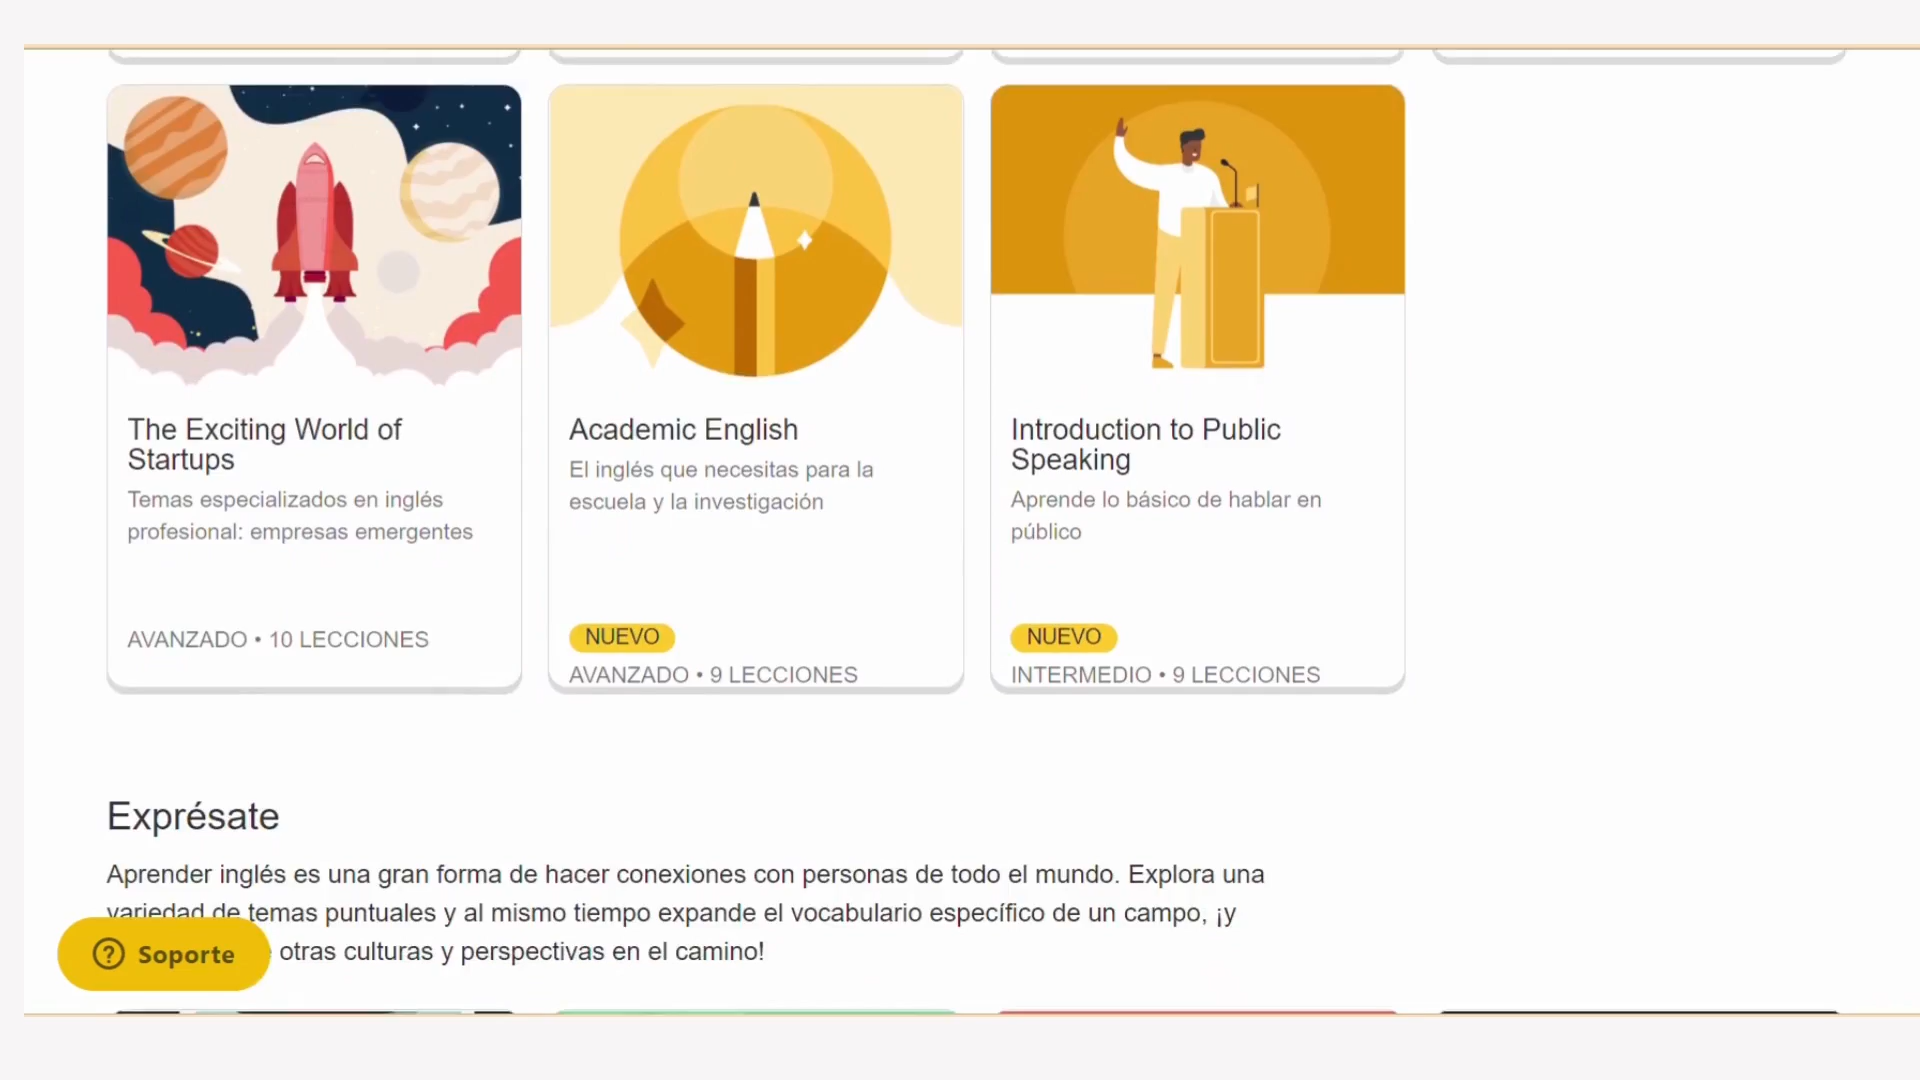 The Exciting World of
Startups
Temas especializados en inglés
profesional: empresas emergentes
AVANZADO • 10 LECCIONES
Academic English
El inglés que necesitas para la
escuela y la investigación
NUEVO
AVANZADO • 9 LECCIONES
Introduction to Public
Speaking
Aprende lo básico de hablar en
público
NUEVO
INTERMEDIO • 9 LECCIONES
Exprésate
Aprender inglés es una gran forma de hacer conexiones con personas de todo el mundo. Explora una
variedad de temas puntuales y al mismo tiempo expande el vocabulario específico de un campo, ¡y
otras culturas y perspectivas en el camino!
Soporte